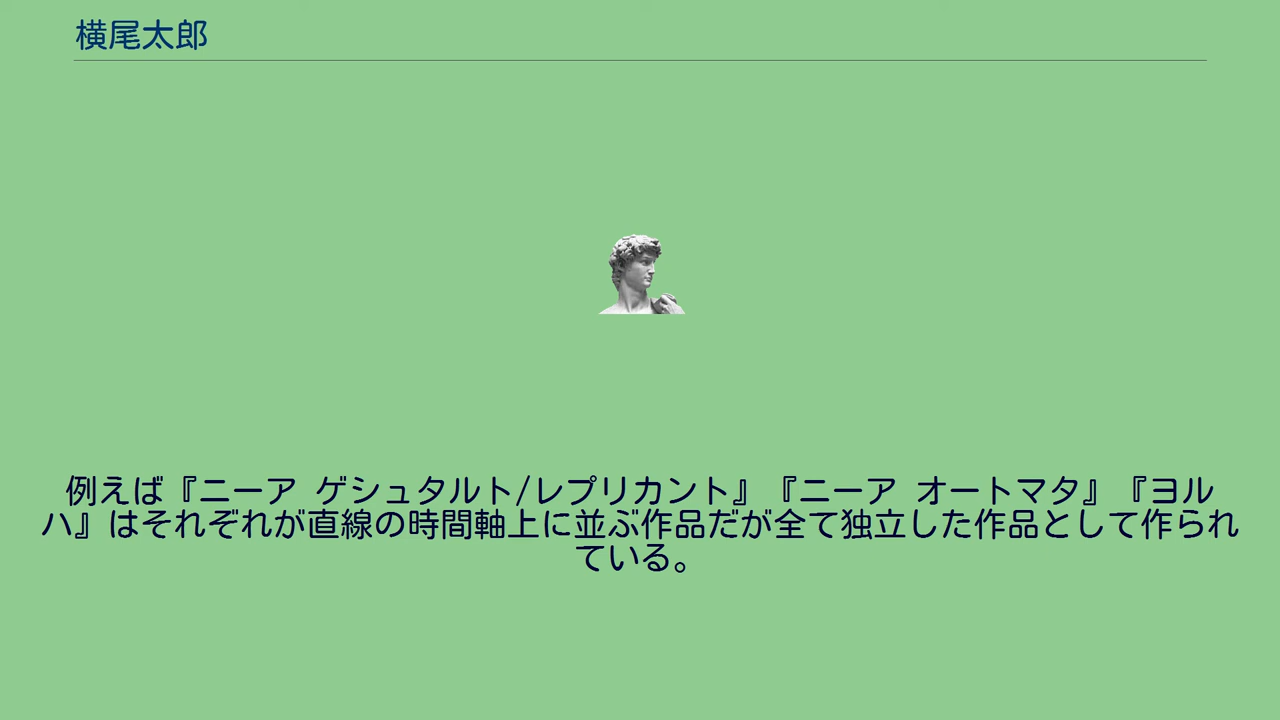 横尾太郎
例えば『ニーア ゲシュタルト/レプリカント』『ニーア オートマタ』『ヨル
ハ』はそれぞれが直線の時間軸上に並ぶ作品だが全て独立した作品として作られ
ている。